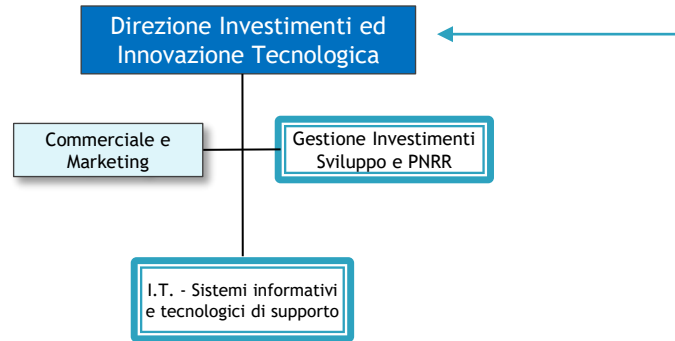 Direzione Investimenti ed
Innovazione Tecnologica
Commerciale e
Marketing
Gestione Investimenti
Sviluppo e PNRR
I.T. - Sistemi informativi
e tecnologici di supporto